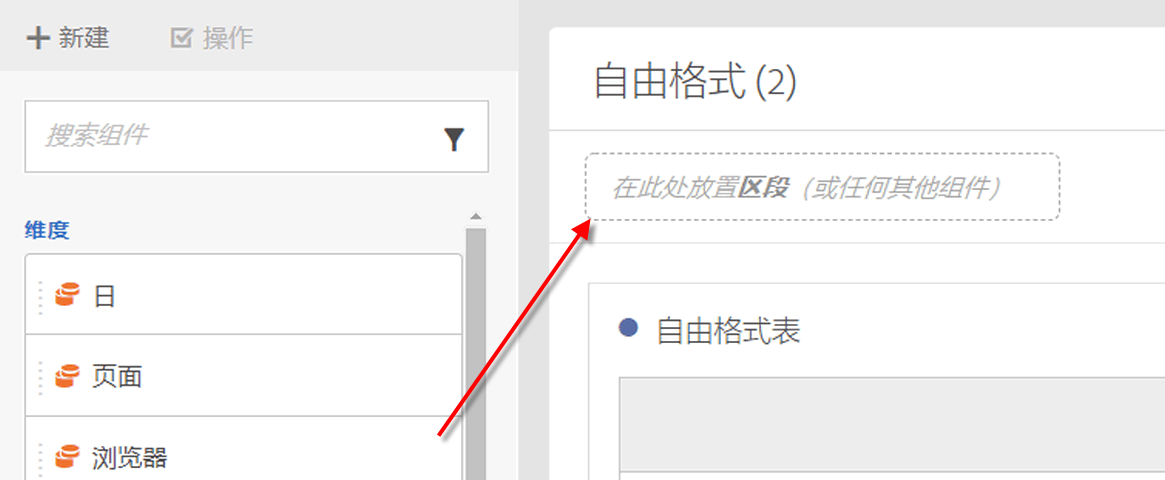 新建 操作
搜索组件
维度
日
页面
浏览器
自由格式 (2)
在此处放置区段（或任何其他组件）
自由格式表